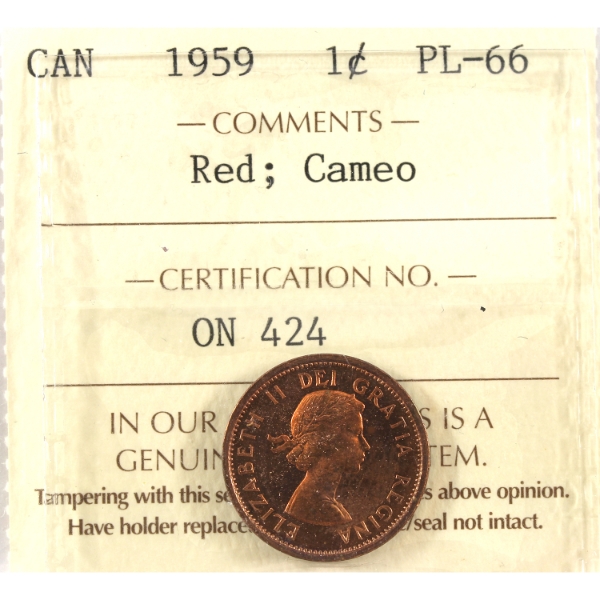 CAN 1959 1¢ PL-66
— COMMENTS —
Red; Cameo
— CERTIFICATION NO. —
ON 424
IN OUR S IS A
GENUIN TEM.
Tampering with this se s above opinion.
Have holder replace /seal not intact.
ELIZABETH II DEI GRATIA REGINA